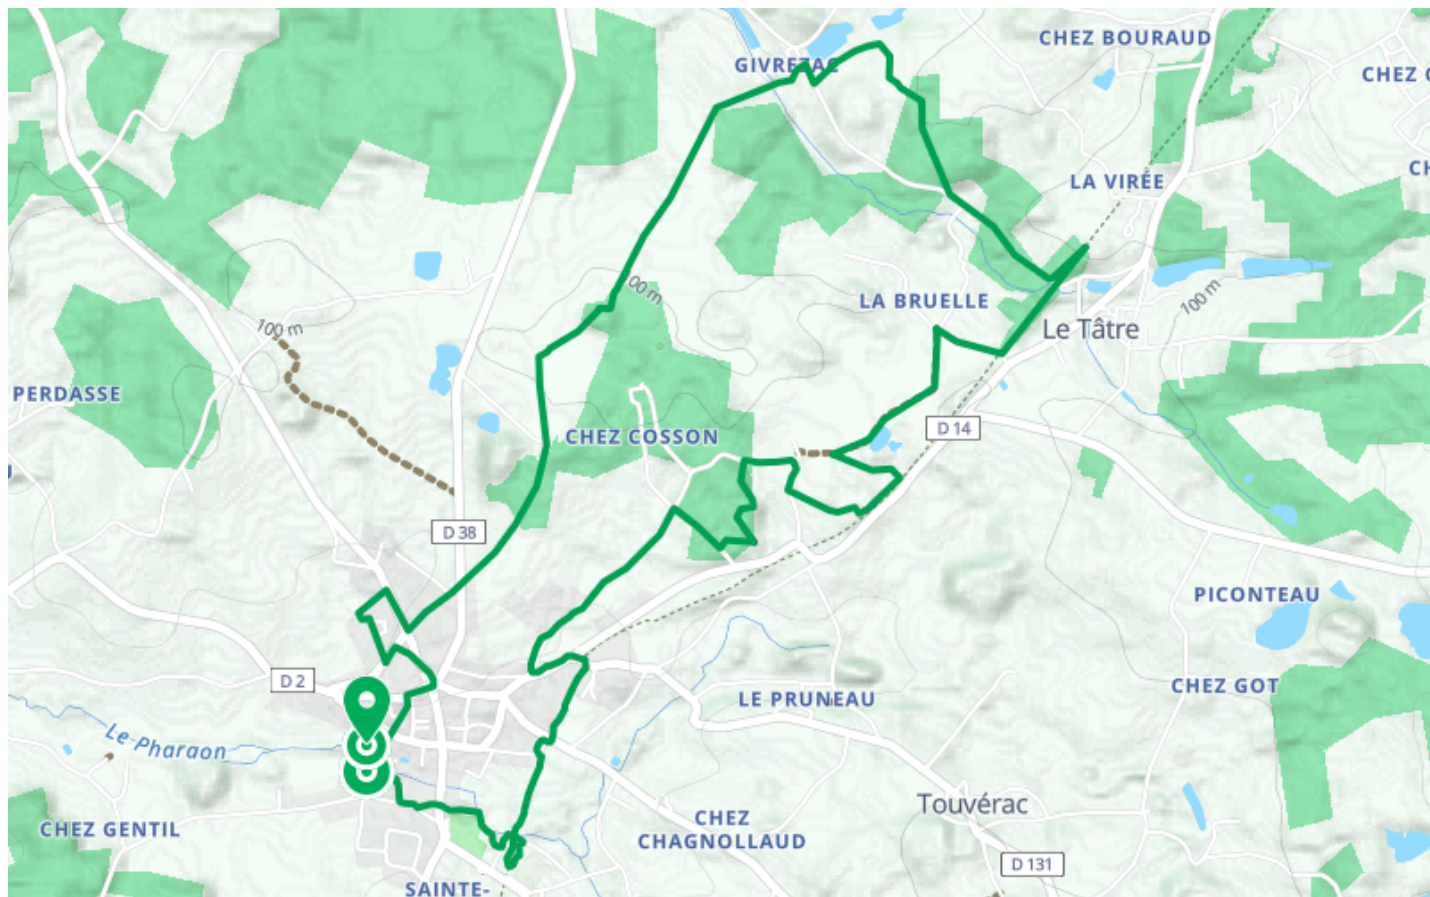 CHEZ BOURAUD
GIVREZAC
CHEZ
CH
LA VIRÉE
LA BRUELLE
100 m
00 m
100 m
Le Tâtre
PERDASSE
CHEZ COSSON
D 14
D 38
PICONTEAU
D 2
CHEZ GOT
LE PRUNEAU
Le Pharaon
Touvérac
CHEZ
CHAGNOLLAUD
CHEZ GENTIL
D 131
SAINTE-